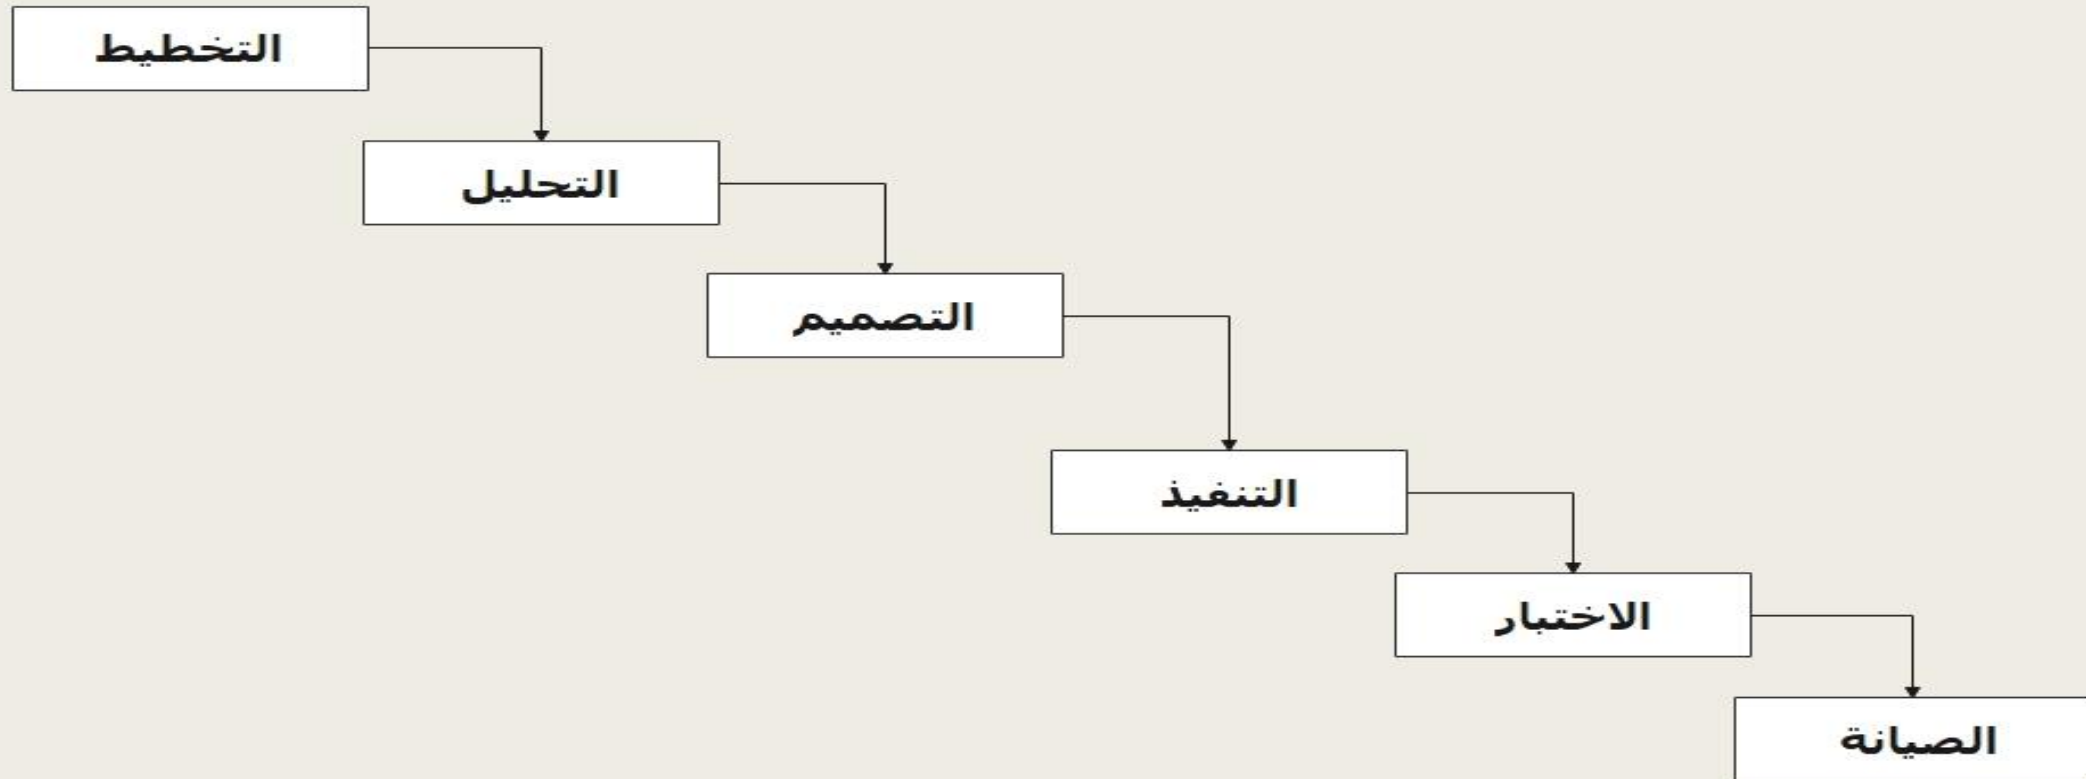 التخطيط
التحليل
التصميم
التنفيذ
الاختبار
الصيانة